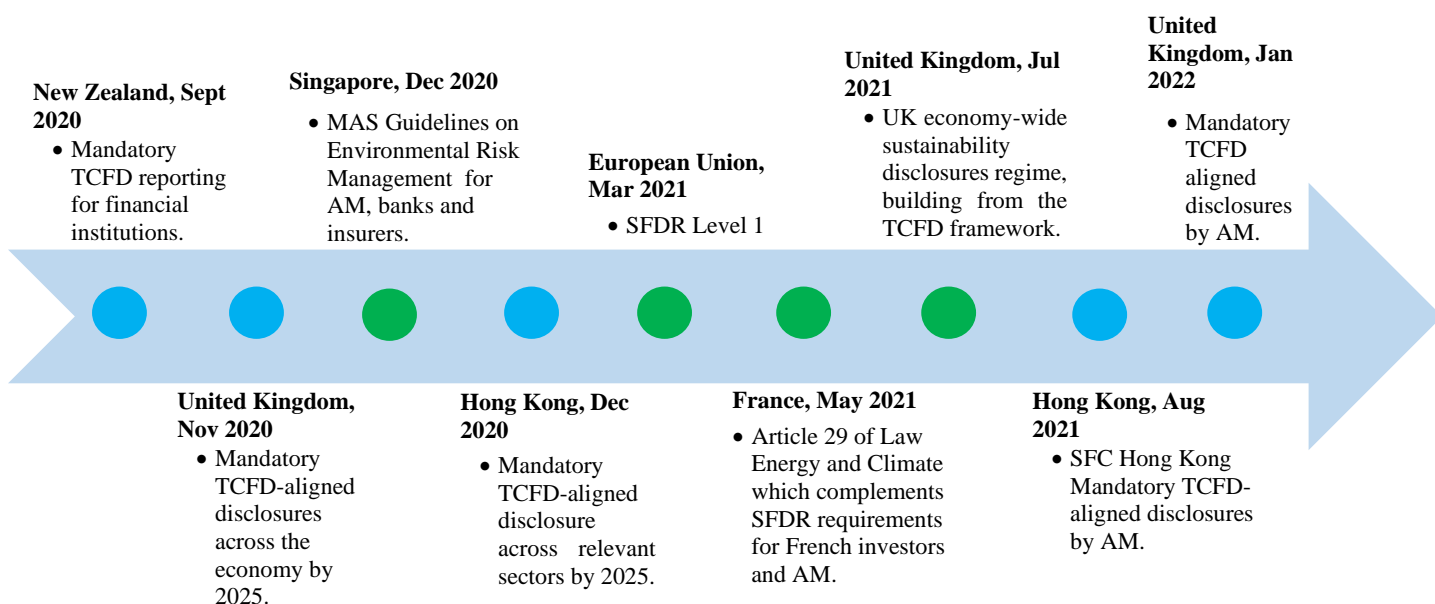 New Zealand, Sept
2020
• Mandatory
TCFD reporting
for financial
institutions.
United Kingdom,
Nov 2020
• Mandatory
TCFD-aligned
disclosures
across the
economy by
2025.
Singapore, Dec 2020
• MAS Guidelines on
Environmental Risk
Management for
AM, banks and
insurers.
Hong Kong, Dec
2020
• Mandatory
TCFD-aligned
disclosure
across relevant
sectors by 2025.
European Union,
Mar 2021
• SFDR Level 1
France, May 2021
• Article 29 of Law
Energy and Climate
which complements
SFDR requirements
for French investors
and AM.
United Kingdom, Jul
2021
• UK economy-wide
sustainability
disclosures regime,
building from the
TCFD framework.
Hong Kong, Aug
2021
• SFC Hong Kong
Mandatory TCFD-
aligned disclosures
by AM.
United
Kingdom, Jan
2022
• Mandatory
TCFD
aligned
disclosures
by AM.